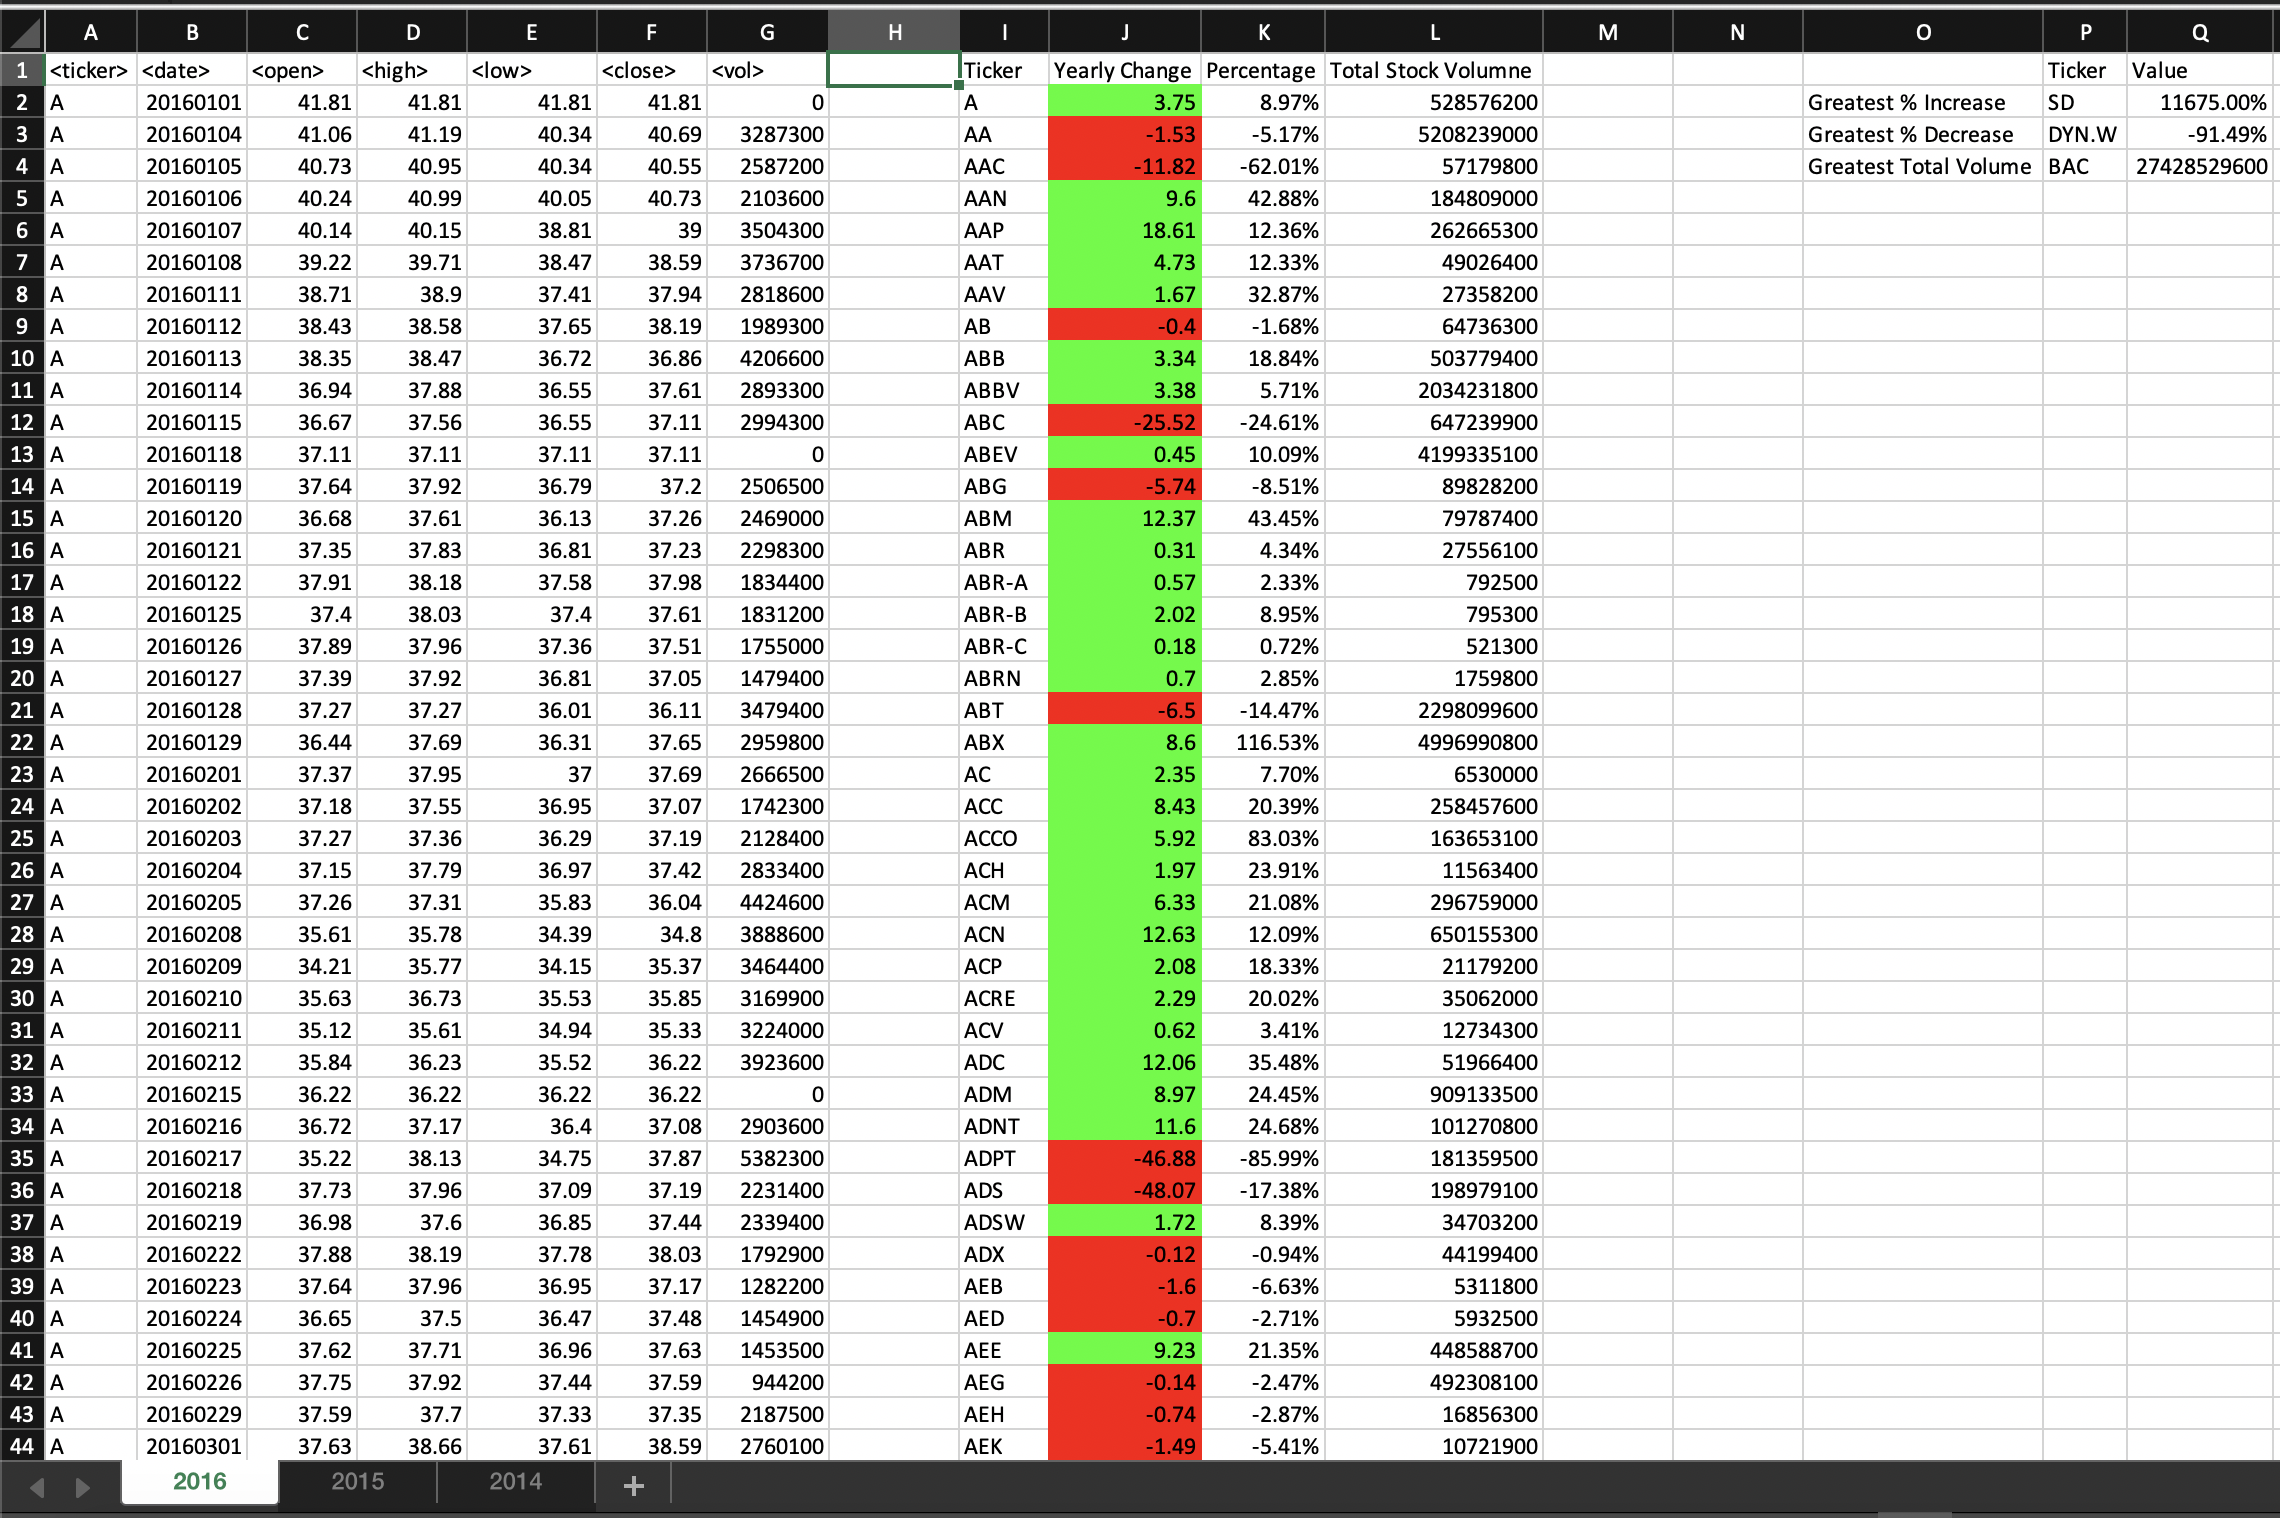 A B C D E F G H I J K L M N O P Q
1 <ticker> <date> <open> <high> <low> <close> <vol> Ticker Yearly Change Percentage Total Stock Volumne Ticker Value
2 A 20160101 41.81 41.81 41.81 41.81 0 A 3.75 8.97% 528576200 Greatest % Increase SD 11675.00%
3 A 20160104 41.06 41.19 40.34 40.69 3287300 AA -1.53 -5.17% 5208239000 Greatest % Decrease DYN.W -91.49%
4 A 20160105 40.73 40.95 40.34 40.55 2587200 AAC -11.82 -62.01% 57179800 Greatest Total Volume BAC 27428529600
5 A 20160106 40.24 40.99 40.05 40.73 2103600 AAN 9.6 42.88% 184809000
6 A 20160107 40.14 40.15 38.81 39 3504300 AAP 18.61 12.36% 262665300
7 A 20160108 39.22 39.71 38.47 38.59 3736700 AAT 4.73 12.33% 49026400
8 A 20160111 38.71 38.9 37.41 37.94 2818600 AAV 1.67 32.87% 27358200
9 A 20160112 38.43 38.58 37.65 38.19 1989300 AB -0.4 -1.68% 64736300
10 A 20160113 38.35 38.47 36.72 36.86 4206600 ABB 3.34 18.84% 503779400
11 A 20160114 36.94 37.88 36.55 37.61 2893300 ABBV 3.38 5.71% 2034231800
12 A 20160115 36.67 37.56 36.55 37.11 2994300 ABC -25.52 -24.61% 647239900
13 A 20160118 37.11 37.11 37.11 37.11 0 ABEV 0.45 10.09% 4199335100
14 A 20160119 37.64 37.92 36.79 37.2 2506500 ABG -5.74 -8.51% 89828200
15 A 20160120 36.68 37.61 36.13 37.26 2469000 ABM 12.37 43.45% 79787400
16 A 20160121 37.35 37.83 36.81 37.23 2298300 ABR 0.31 4.34% 27556100
17 A 20160122 37.91 38.18 37.58 37.98 1834400 ABR-A 0.57 2.33% 792500
18 A 20160125 37.4 38.03 37.4 37.61 1831200 ABR-B 2.02 8.95% 795300
19 A 20160126 37.89 37.96 37.36 37.51 1755000 ABR-C 0.18 0.72% 521300
20 A 20160127 37.39 37.92 36.81 37.05 1479400 ABRN 0.7 2.85% 1759800
21 A 20160128 37.27 37.27 36.01 36.11 3479400 ABT -6.5 -14.47% 2298099600
22 A 20160129 36.44 37.69 36.31 37.65 2959800 ABX 8.6 116.53% 4996990800
23 A 20160201 37.37 37.95 37 37.69 2666500 AC 2.35 7.70% 6530000
24 A 20160202 37.18 37.55 36.95 37.07 1742300 ACC 8.43 20.39% 258457600
25 A 20160203 37.27 37.36 36.29 37.19 2128400 ACCO 5.92 83.03% 163653100
26 A 20160204 37.15 37.79 36.97 37.42 2833400 ACH 1.97 23.91% 11563400
27 A 20160205 37.26 37.31 35.83 36.04 4424600 ACM 6.33 21.08% 296759000
28 A 20160208 35.61 35.78 34.39 34.8 3888600 ACN 12.63 12.09% 650155300
29 A 20160209 34.21 35.77 34.15 35.37 3464400 ACP 2.08 18.33% 21179200
30 A 20160210 35.63 36.73 35.53 35.85 3169900 ACRE 2.29 20.02% 35062000
31 A 20160211 35.12 35.61 34.94 35.33 3224000 ACV 0.62 3.41% 12734300
32 A 20160212 35.84 36.23 35.52 36.22 3923600 ADC 12.06 35.48% 51966400
33 A 20160215 36.22 36.22 36.22 36.22 0 ADM 8.97 24.45% 909133500
34 A 20160216 36.72 37.17 36.4 37.08 2903600 ADNT 11.6 24.68% 101270800
35 A 20160217 35.22 38.13 34.75 37.87 5382300 ADPT -46.88 -85.99% 181359500
36 A 20160218 37.73 37.96 37.09 37.19 2231400 ADS -48.07 -17.38% 198979100
37 A 20160219 36.98 37.6 36.85 37.44 2339400 ADSW 1.72 8.39% 34703200
38 A 20160222 37.88 38.19 37.78 38.03 1792900 ADX -0.12 -0.94% 44199400
39 A 20160223 37.64 37.96 36.95 37.17 1282200 AEB -1.6 -6.63% 5311800
40 A 20160224 36.65 37.5 36.47 37.48 1454900 AED -0.7 -2.71% 5932500
41 A 20160225 37.62 37.71 36.96 37.63 1453500 AEE 9.23 21.35% 448588700
42 A 20160226 37.75 37.92 37.44 37.59 944200 AEG -0.14 -2.47% 492308100
43 A 20160229 37.59 37.7 37.33 37.35 2187500 AEH -0.74 -2.87% 16856300
44 A 20160301 37.63 38.66 37.61 38.59 2760100 AEK -1.49 -5.41% 10721900
2016 2015 2014 +